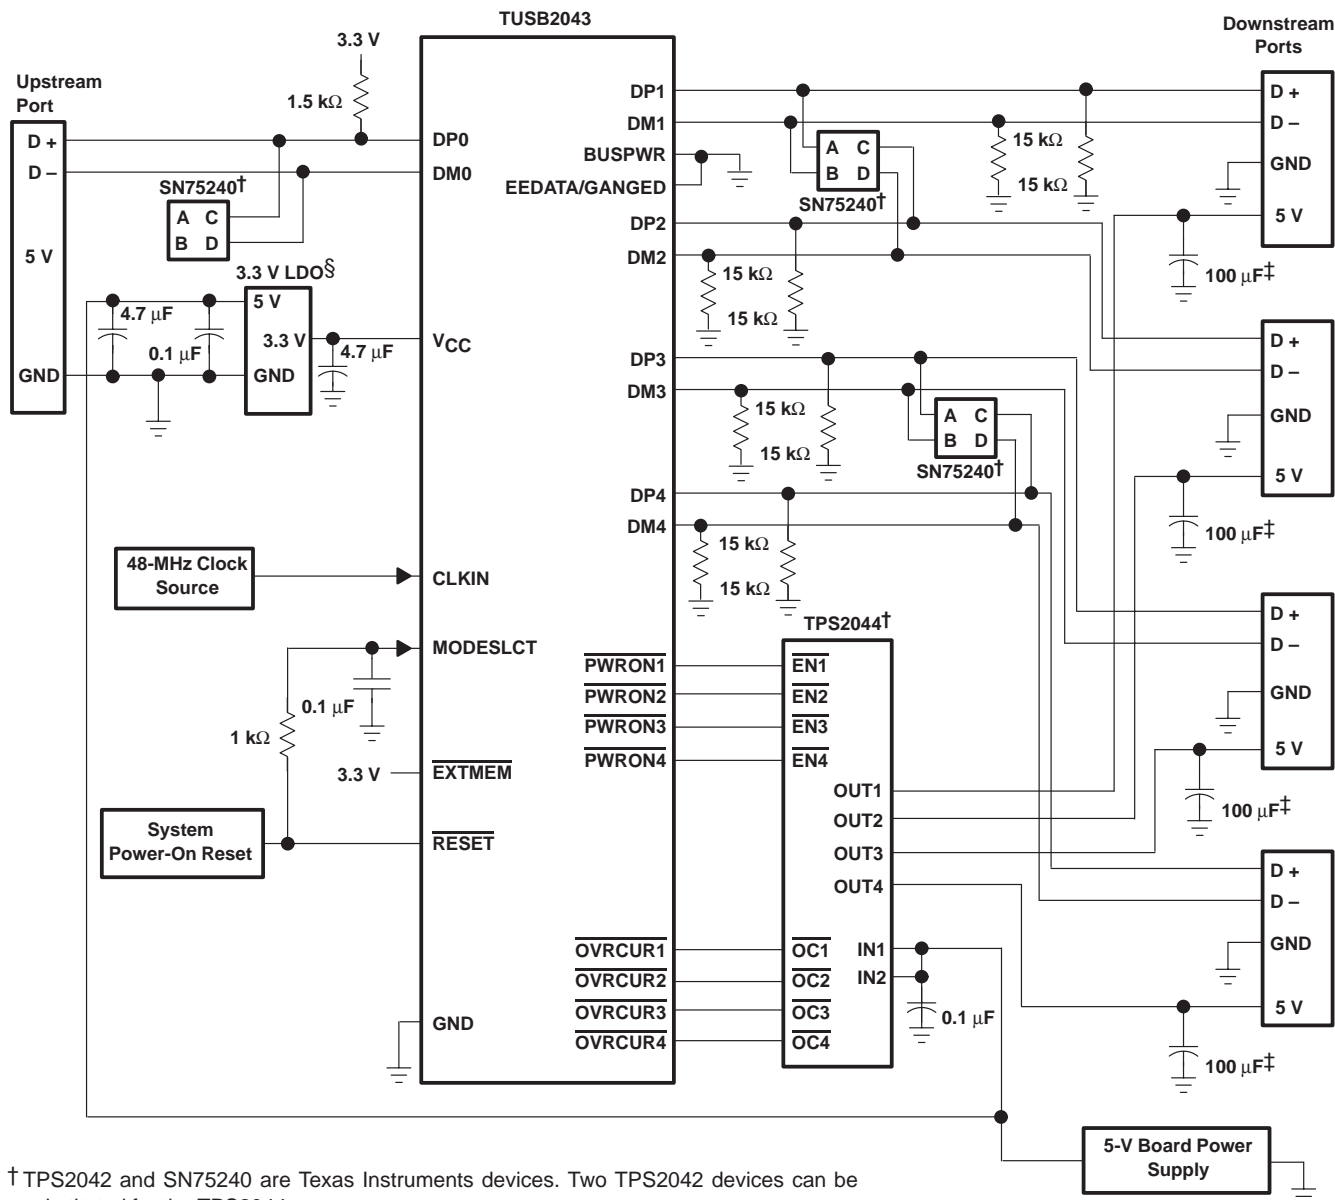 TUSB2043
Downstream
Ports
Upstream
Port
3.3 V
1.5 kΩ
D +
D –
5 V
GND
SN75240†
A C
B D
3.3 V LDO§
5 V
3.3 V
GND
4.7 µF
0.1 µF
4.7 µF
48-MHz Clock
Source
0.1 µF
1 kΩ
3.3 V
System
Power-On Reset
DP0
DM0
VCC
CLKIN
MODESLCT
EXTMEM
RESET
GND
DP1
DM1
BUSPWR
EEDATA/GANGED
DP2
DM2
DP3
DM3
DP4
DM4
PWRON1
PWRON2
PWRON3
PWRON4
OVRCUR1
OVRCUR2
OVRCUR3
OVRCUR4
A C
B D
SN75240†
15 kΩ
15 kΩ
15 kΩ
15 kΩ
15 kΩ
15 kΩ
A C
B D
SN75240†
15 kΩ
15 kΩ
TPS2044†
EN1
EN2
EN3
EN4
OUT1
OUT2
OUT3
OUT4
OC1
OC2
OC3
OC4
IN1
IN2
0.1 µF
D +
D –
GND
5 V
100 µF‡
D +
D –
GND
5 V
100 µF‡
D +
D –
GND
5 V
100 µF‡
D +
D –
GND
5 V
100 µF‡
5-V Board Power
Supply
† TPS2042 and SN75240 are Texas Instruments devices. Two TPS2042 devices can be